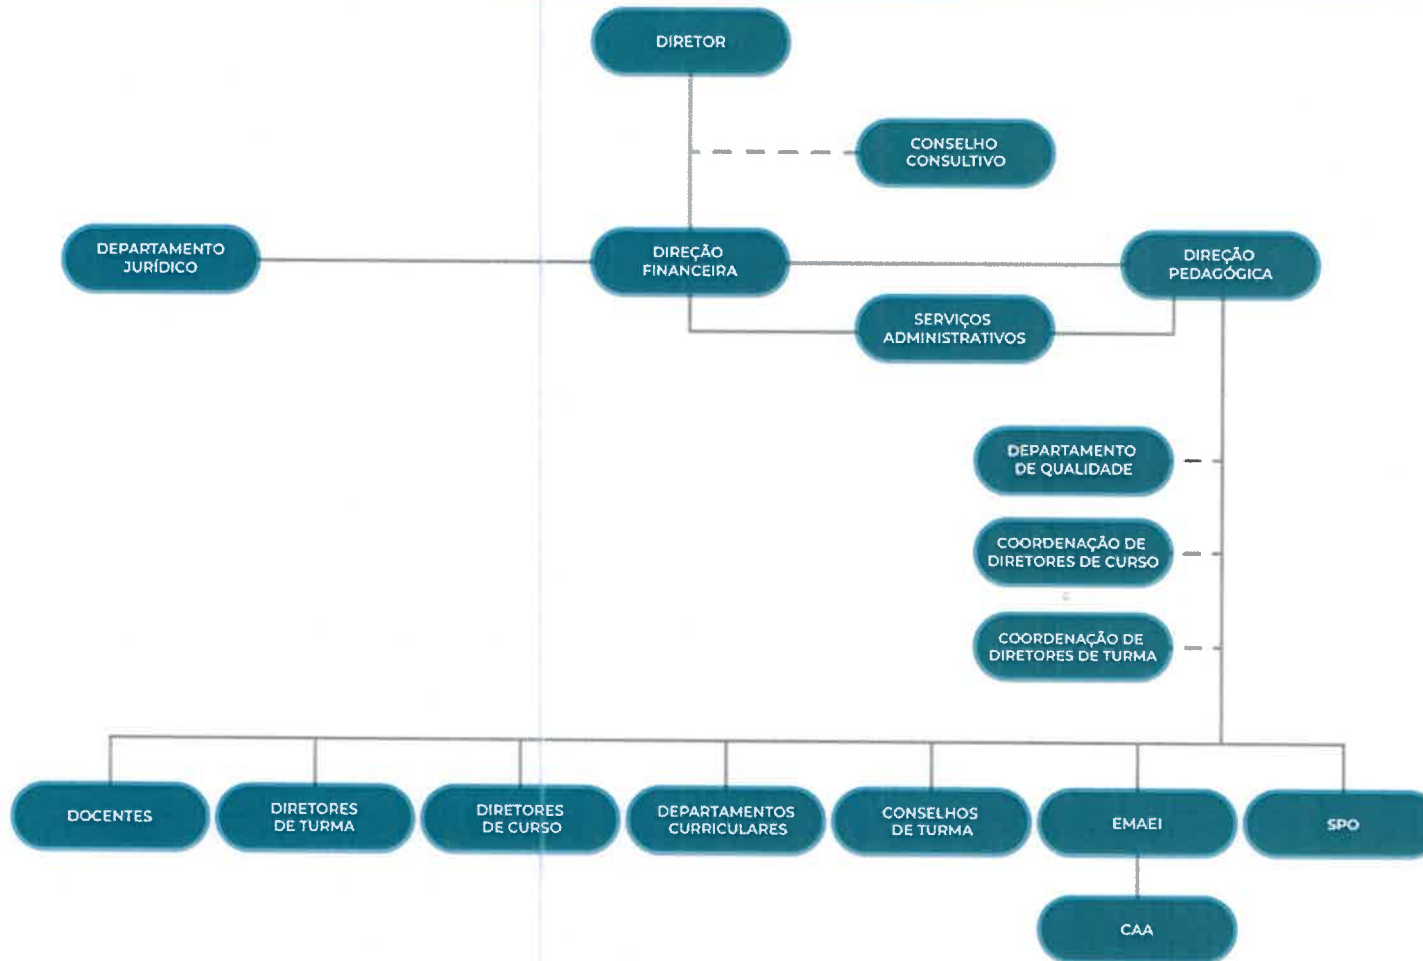 DIRETOR
CONSELHO
CONSULTIVO
DEPARTAMENTO
JURÍDICO
DIREÇÃO
FINANCEIRA
DIREÇÃO
PEDAGÓGICA
SERVIÇOS
ADMINISTRATIVOS
DEPARTAMENTO
DE QUALIDADE
COORDENAÇÃO DE
DIRETORES DE CURSO
COORDENAÇÃO DE
DIRETORES DE TURMA
DOCENTES
DIRETORES
DE TURMA
DIRETORES
DE CURSO
DEPARTAMENTOS
CURRICULARES
CONSELHOS
DE TURMA
EMAEI
SPO
CAA